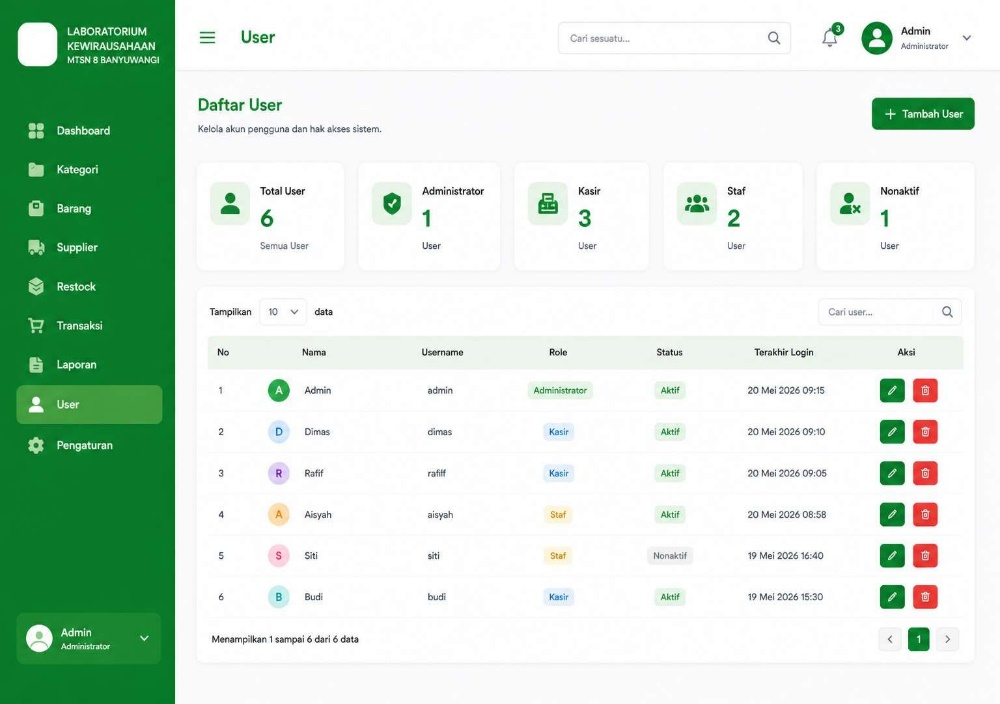 LABORATORIUM
KEWIRAUSAHAAN
MTSN 8 BANYUWANGI
Dashboard
Kategori
Barang
Supplier
Restock
Transaksi
Laporan
User
Pengaturan
Admin
Administrator
User
Cari sesuatu...
3
Admin
Administrator
Daftar User
Kelola akun pengguna dan hak akses sistem.
+ Tambah User
Total User
6
Semua User
Administrator
1
User
Kasir
3
User
Staf
2
User
Nonaktif
1
User
Tampilkan 10 data
Cari user...
No Nama Username Role Status Terakhir Login Aksi
1 A Admin admin Administrator Aktif 20 Mei 2026 09:15
2 D Dimas dimas Kasir Aktif 20 Mei 2026 09:10
3 R Rafif rafiff Kasir Aktif 20 Mei 2026 09:05
4 A Aisyah aisyah Staf Aktif 20 Mei 2026 08:58
5 S Siti siti Staf Nonaktif 19 Mei 2026 16:40
6 B Budi budi Kasir Aktif 19 Mei 2026 15:30
Menampilkan 1 sampai 6 dari 6 data
1